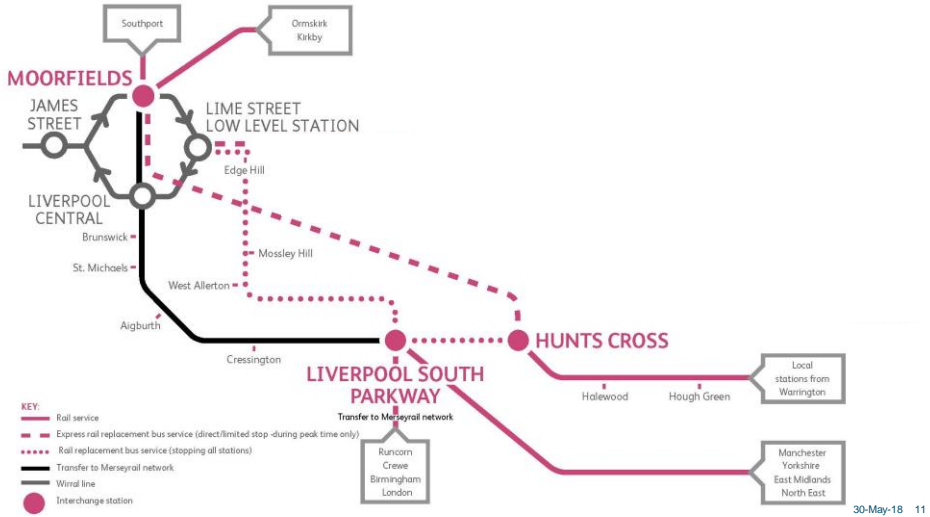 Southport
Ormskirk
Kirkby
MOORFIELDS
JAMES
STREET
LIME STREET
LOW LEVEL STATION
Edge Hill
LIVERPOOL
CENTRAL
Brunswick
Mossley Hill
St. Michaels
West Allerton
Aigburth
Cressington
HUNTS CROSS
LIVERPOOL SOUTH
PARKWAY
Transfer to Merseyrail network
Halewood
Hough Green
Local
stations from
Warrington
Runcorn
Crewe
Birmingham
London
Manchester
Yorkshire
East Midlands
North East
KEY:
Rail service
Express rail replacement bus service (direct/limited stop -during peak time only)
Rail replacement bus service (stopping all stations)
Transfer to Merseyrail network
Wirral line
Interchange station
30-May-18 11